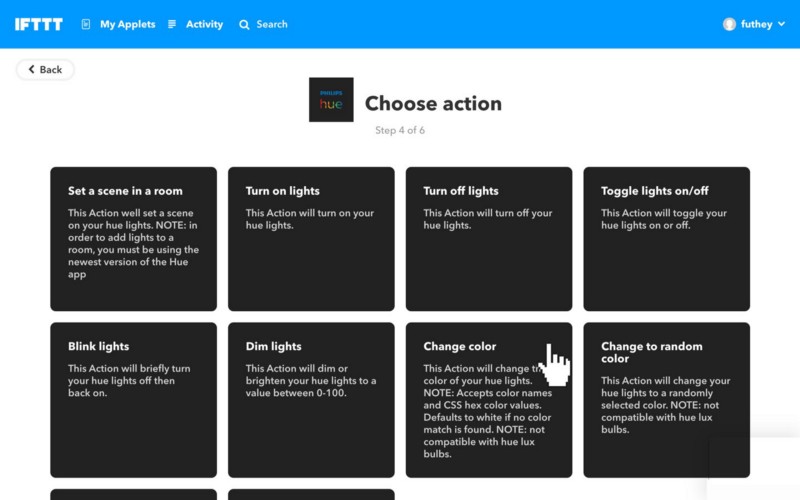 IFTTT My Applets Activity Search futhey
Back
PHILIPS
hue
Choose action
Step 4 of 6
Set a scene in a room
This Action well set a scene
on your hue lights. NOTE: in
order to add lights to a
room, you must be using the
newest version of the Hue
app
Turn on lights
This Action will turn on your
hue lights.
Turn off lights
This Action will turn off your
hue lights.
Toggle lights on/off
This Action will toggle your
hue lights on or off.
Blink lights
This Action will briefly turn
your hue lights off then
back on.
Dim lights
This Action will dim or
brighten your hue lights to a
value between 0-100.
Change color
This Action will change
color of your hue lights.
NOTE: Accepts color names
and CSS hex color values.
Defaults to white if no color
match is found. NOTE: not
compatible with hue lux
bulbs.
Change to random
color
This Action will change your
hue lights to a randomly
selected color. NOTE: not
compatible with hue lux
bulbs.